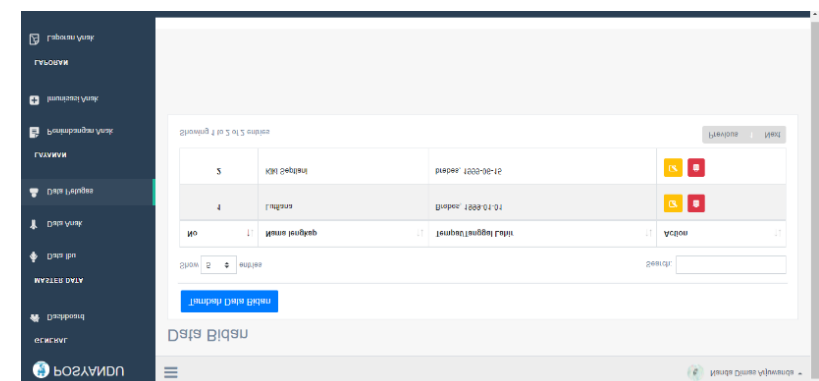 POSYANDU
Nanda Dimas Arjuwanda
GENERAL
Dashboard
MASTER DATA
Data Ibu
Data Anak
Data Petugas
LAYANAN
Penimbangan Anak
Imunisasi Anak
LAPORAN
Laporan Anak
Data Bidan
Tambah Data Bidan
Show 5 entries
Search:
No Nama lengkap Tempat/Tanggal Lahir Action
1 Lutfiana Brebes, 1999-01-01
2 Kiki Septiani brebes, 1999-06-15
Showing 1 to 2 of 2 entries
Previous 1 Next